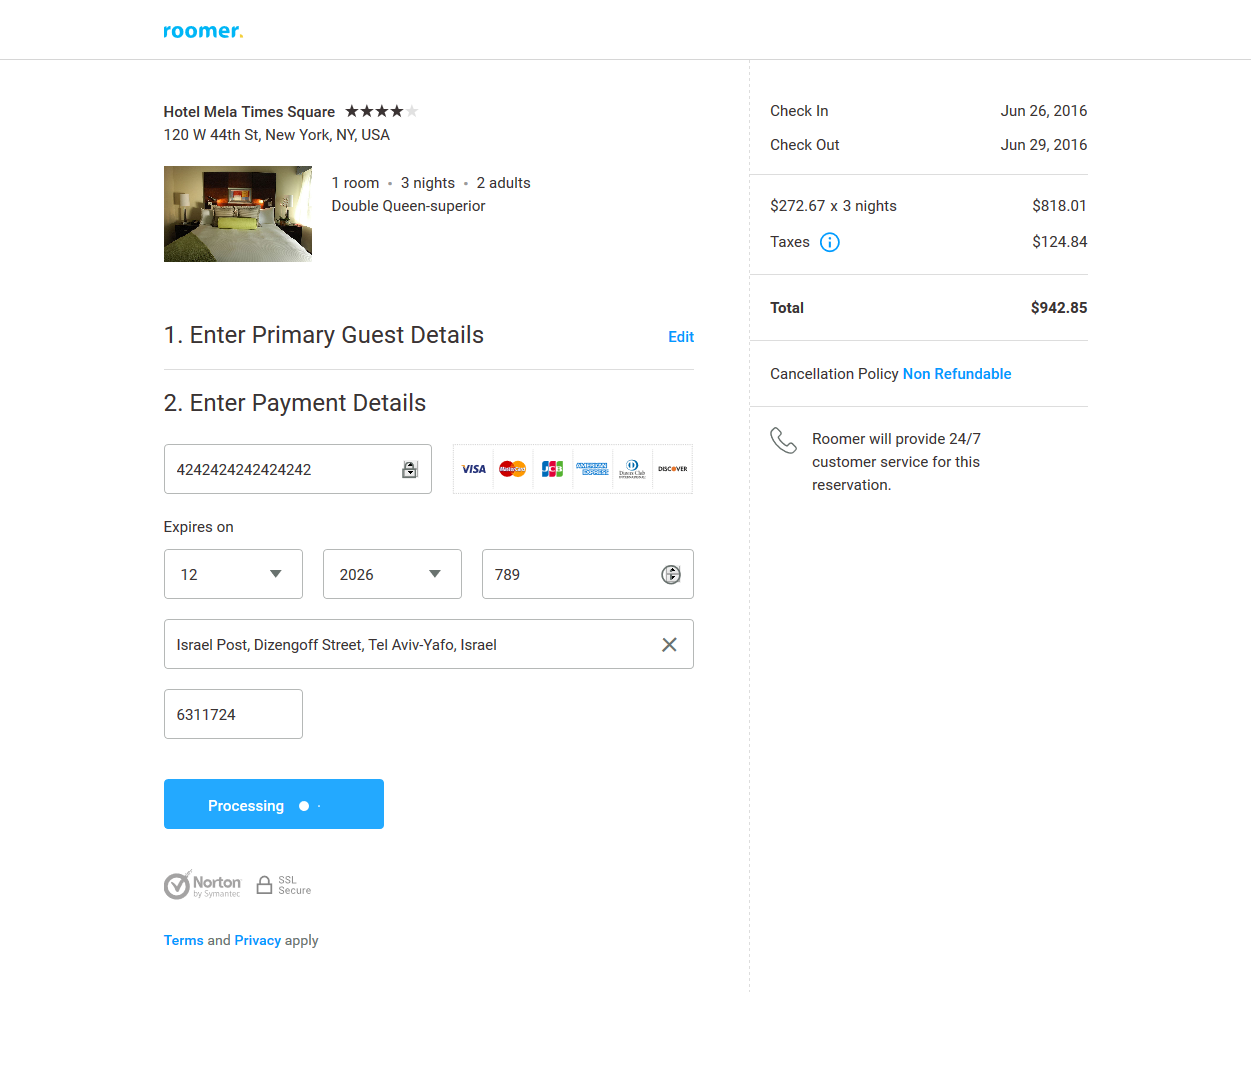 roomer.
Hotel Mela Times Square
120 W 44th St, New York, NY, USA
1 room • 3 nights • 2 adults
Double Queen-superior
1. Enter Primary Guest Details
Edit
2. Enter Payment Details
4242424242424242
VISA
MasterCard
JCB
AMERICAN EXPRESS
Diners Club
INTERNATIONAL
DISCOVER
Expires on
12
2026
789
Israel Post, Dizengoff Street, Tel Aviv-Yafo, Israel
6311724
Processing
Norton
by Symantec
SSL
Secure
Terms and Privacy apply
Check In Jun 26, 2016
Check Out Jun 29, 2016
$272.67 x 3 nights $818.01
Taxes $124.84
Total $942.85
Cancellation Policy Non Refundable
Roomer will provide 24/7
customer service for this
reservation.